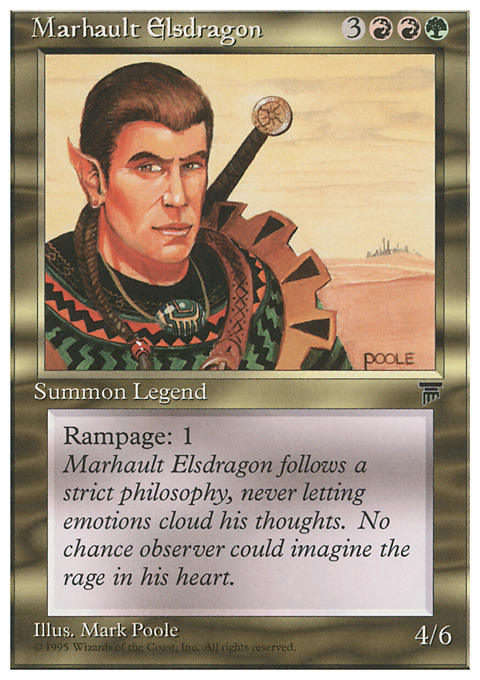 Marhault Elsdragon 3
POOLE
Summon Legend
Rampage: 1
Marhault Elsdragon follows a
strict philosophy, never letting
emotions cloud his thoughts. No
chance observer could imagine the
rage in his heart.
Illus. Mark Poole
© 1995 Wizards of the Coast, Inc. All rights reserved.
4/6